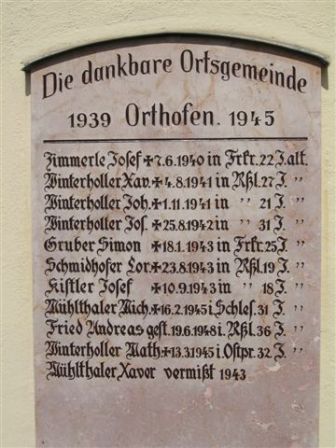 Die dankbare Ortsgemeinde
1939 Orthofen. 1945
Zimmerle Josef ✝7.6.1940 in Frkr. 22 J. alt.
Winterholler Xav. ✝4.8.1941 in Rßl. 27 J. "
Winterholler Joh. ✝1.11.1941 in " 21 J. "
Winterholler Jos. ✝25.8.1942 in " 31 J. "
Gruber Simon ✝18.1.1943 in Frkr. 25 J. "
Schmidhofer Lor. ✝23.8.1943 in Rßl. 19 J. "
Kistler Josef ✝10.9.1943 in " 18 J. "
Mühlthaler Mich. ✝16.2.1945 i. Schles. 31 J. "
Fried Andreas gest. 19.6.1948 i. Rßl. 36 J. "
Winterholler Math. ✝13.3.1945 i. Ostpr. 32 J. "
Mühlthaler Xaver vermißt 1943